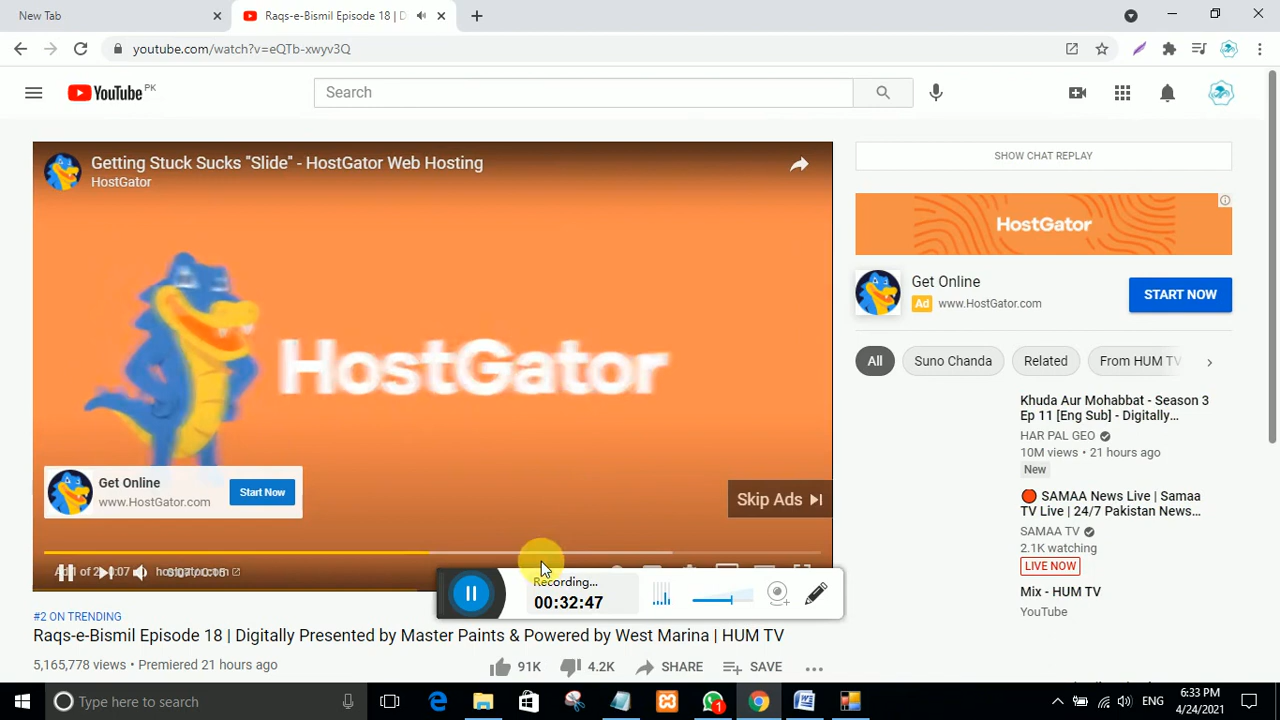 New Tab
Raqs-e-Bismil Episode 18 | D
youtube.com/watch?v=eQTb-xwyv3Q
YouTube PK
Search
Getting Stuck Sucks "Slide" - HostGator Web Hosting
HostGator
HostGator
Get Online
www.HostGator.com
Start Now
Skip Ads
0:07 / 0:15
hostgator.com
Recording...
00:32:47
#2 ON TRENDING
Raqs-e-Bismil Episode 18 | Digitally Presented by Master Paints & Powered by West Marina | HUM TV
5,165,778 views • Premiered 21 hours ago
91K
4.2K
SHARE
SAVE
SHOW CHAT REPLAY
HostGator
Get Online
Ad www.HostGator.com
START NOW
All
Suno Chanda
Related
From HUM TV
Khuda Aur Mohabbat - Season 3
Ep 11 [Eng Sub] - Digitally...
HAR PAL GEO
10M views • 21 hours ago
New
SAMAA News Live | Samaa
TV Live | 24/7 Pakistan News...
SAMAA TV
LIVE NOW
Mix - HUM TV
YouTube
Type here to search
1
ENG
6:33 PM
4/24/2021